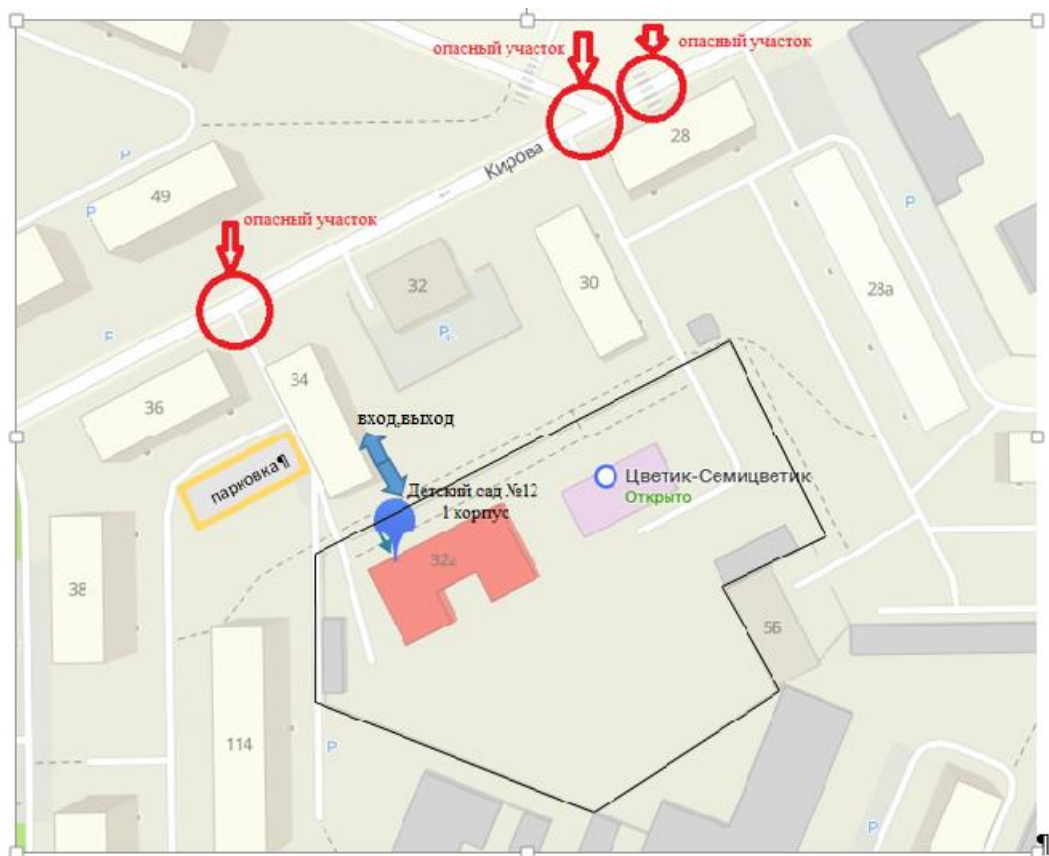 опасный участок
опасный участок
P
28
Кирова
49
P
P
опасный участок
32
30
28а
P
P
34
36
вход,выход
парковка¶
Детский сад №12
1 корпус
Цветик-Семицветик
Открыто
32а
38
56
114
P
P
¶